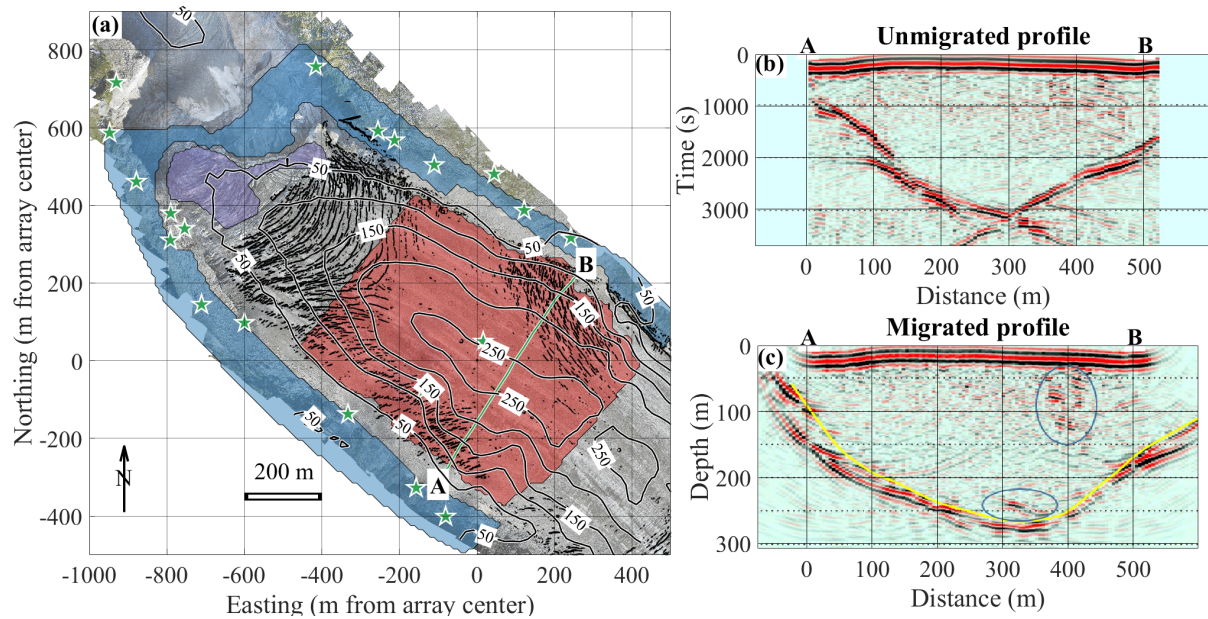 (a)
800
600
400
200
0
-200
-400
-1000
-800
-600
-400
-200
0
200
400
Easting (m from array center)
Northing (m from array center)
N
200 m
A
B
50
50
50
50
50
50
50
50
50
150
150
150
150
250
250
250
A Unmigrated profile B
(b)
0
1000
2000
3000
Time (s)
0 100 200 300 400 500
Distance (m)
A Migrated profile B
(c)
0
100
200
300
Depth (m)
0 100 200 300 400 500
Distance (m)